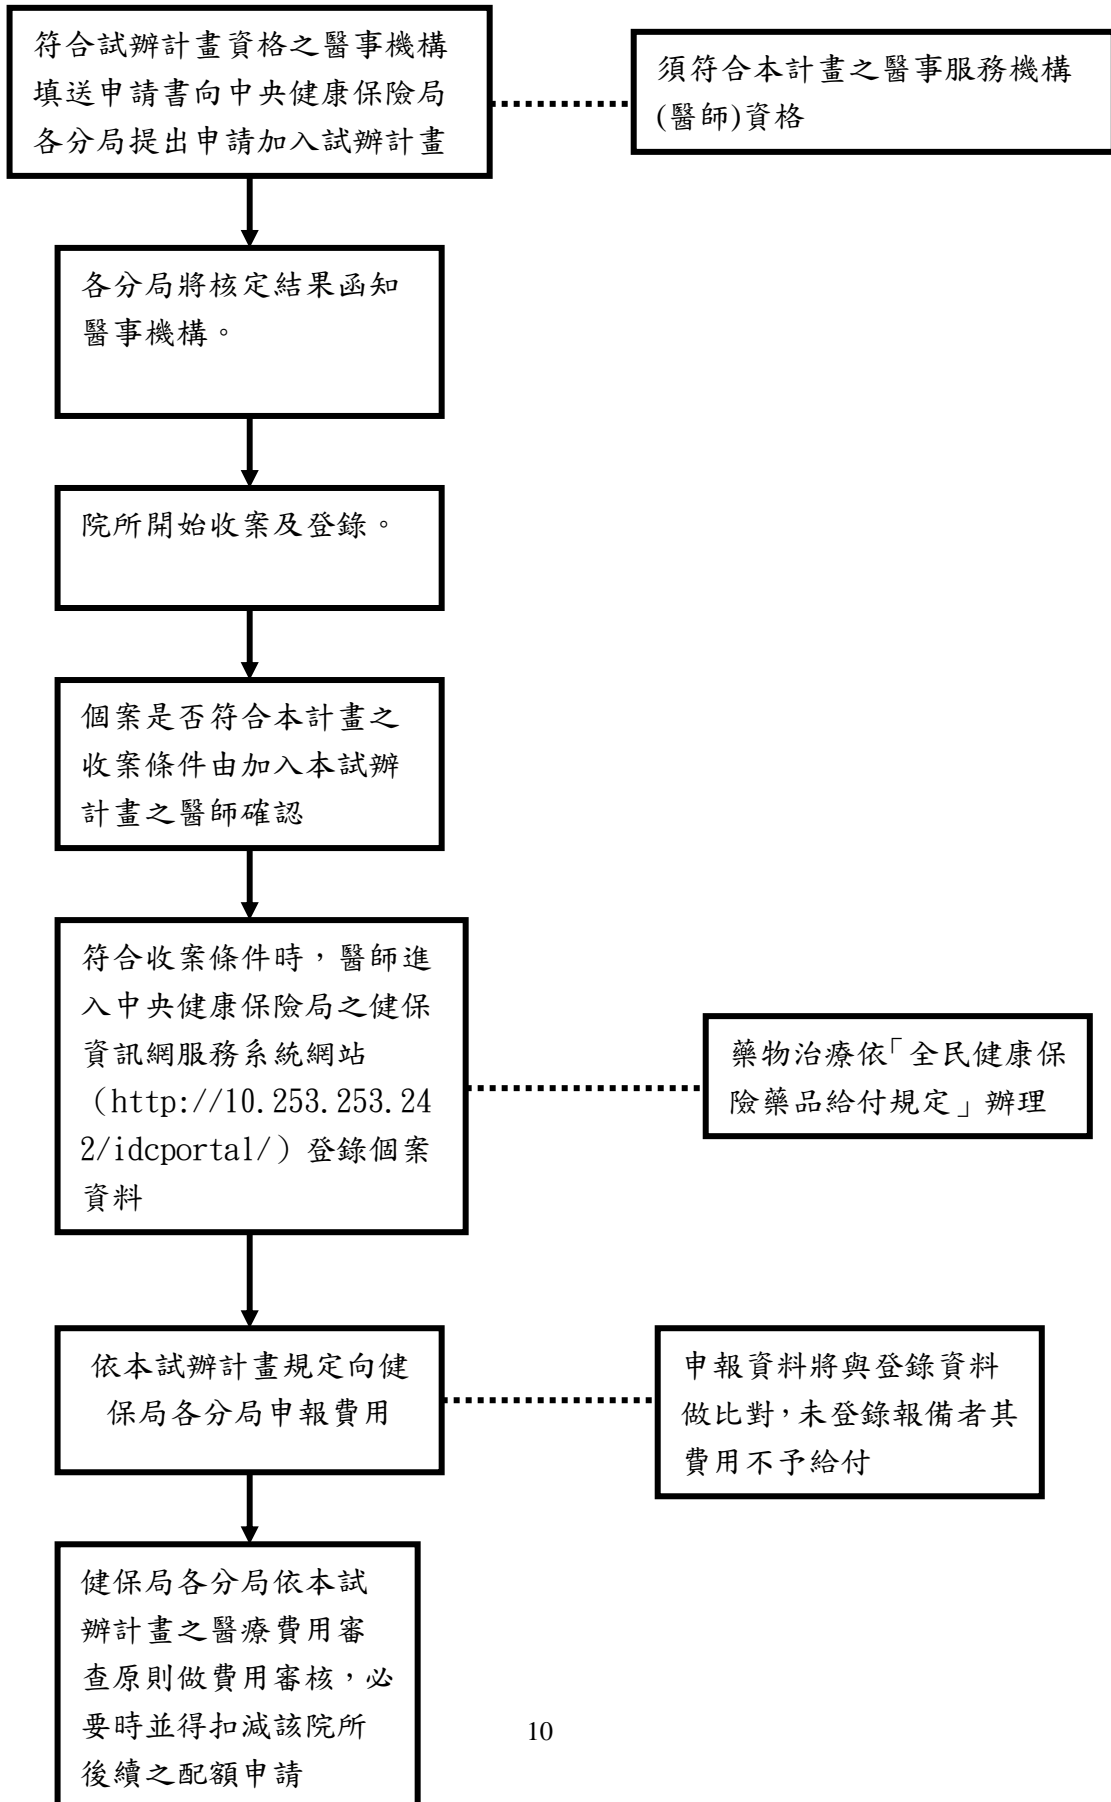 符合試辦計畫資格之醫事機構
填送申請書向中央健康保險局
各分局提出申請加入試辦計畫
須符合本計畫之醫事服務機構
(醫師)資格
各分局將核定結果函知
醫事機構。
院所開始收案及登錄。
個案是否符合本計畫之
收案條件由加入本試辦
計畫之醫師確認
符合收案條件時，醫師進
入中央健康保險局之健保
資訊網服務系統網站
（http://10.253.253.24
2/idcportal/）登錄個案
資料
藥物治療依「全民健康保
險藥品給付規定」辦理
依本試辦計畫規定向健
保局各分局申報費用
申報資料將與登錄資料
做比對，未登錄報備者其
費用不予給付
健保局各分局依本試
辦計畫之醫療費用審
查原則做費用審核，必
要時並得扣減該院所
後續之配額申請
10